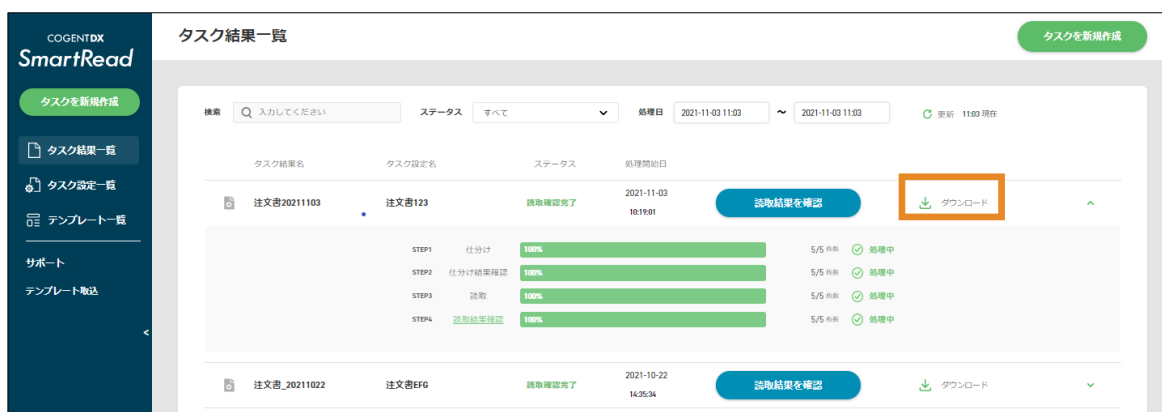 COGENTDX
SmartRead
タスクを新規作成
タスク結果一覧
タスク設定一覧
テンプレート一覧
サポート
テンプレート取込
<
タスク結果一覧
タスクを新規作成
検索 入力してください ステータス すべて 処理日 2021-11-03 11:03 〜 2021-11-03 11:03 更新 11:03 現在
タスク結果名 タスク設定名 ステータス 処理開始日
注文書20211103 注文書123 読取確認完了 2021-11-03 10:19:01 読取結果を確認 ダウンロード
STEP1 仕分け 100% 5/5 枚数 処理中
STEP2 仕分け結果確認 100% 5/5 枚数 処理中
STEP3 読取 100% 5/5 枚数 処理中
STEP4 読取結果確認 100% 5/5 枚数 処理中
注文書_20211022 注文書EFG 読取確認完了 2021-10-22 14:35:34 読取結果を確認 ダウンロード